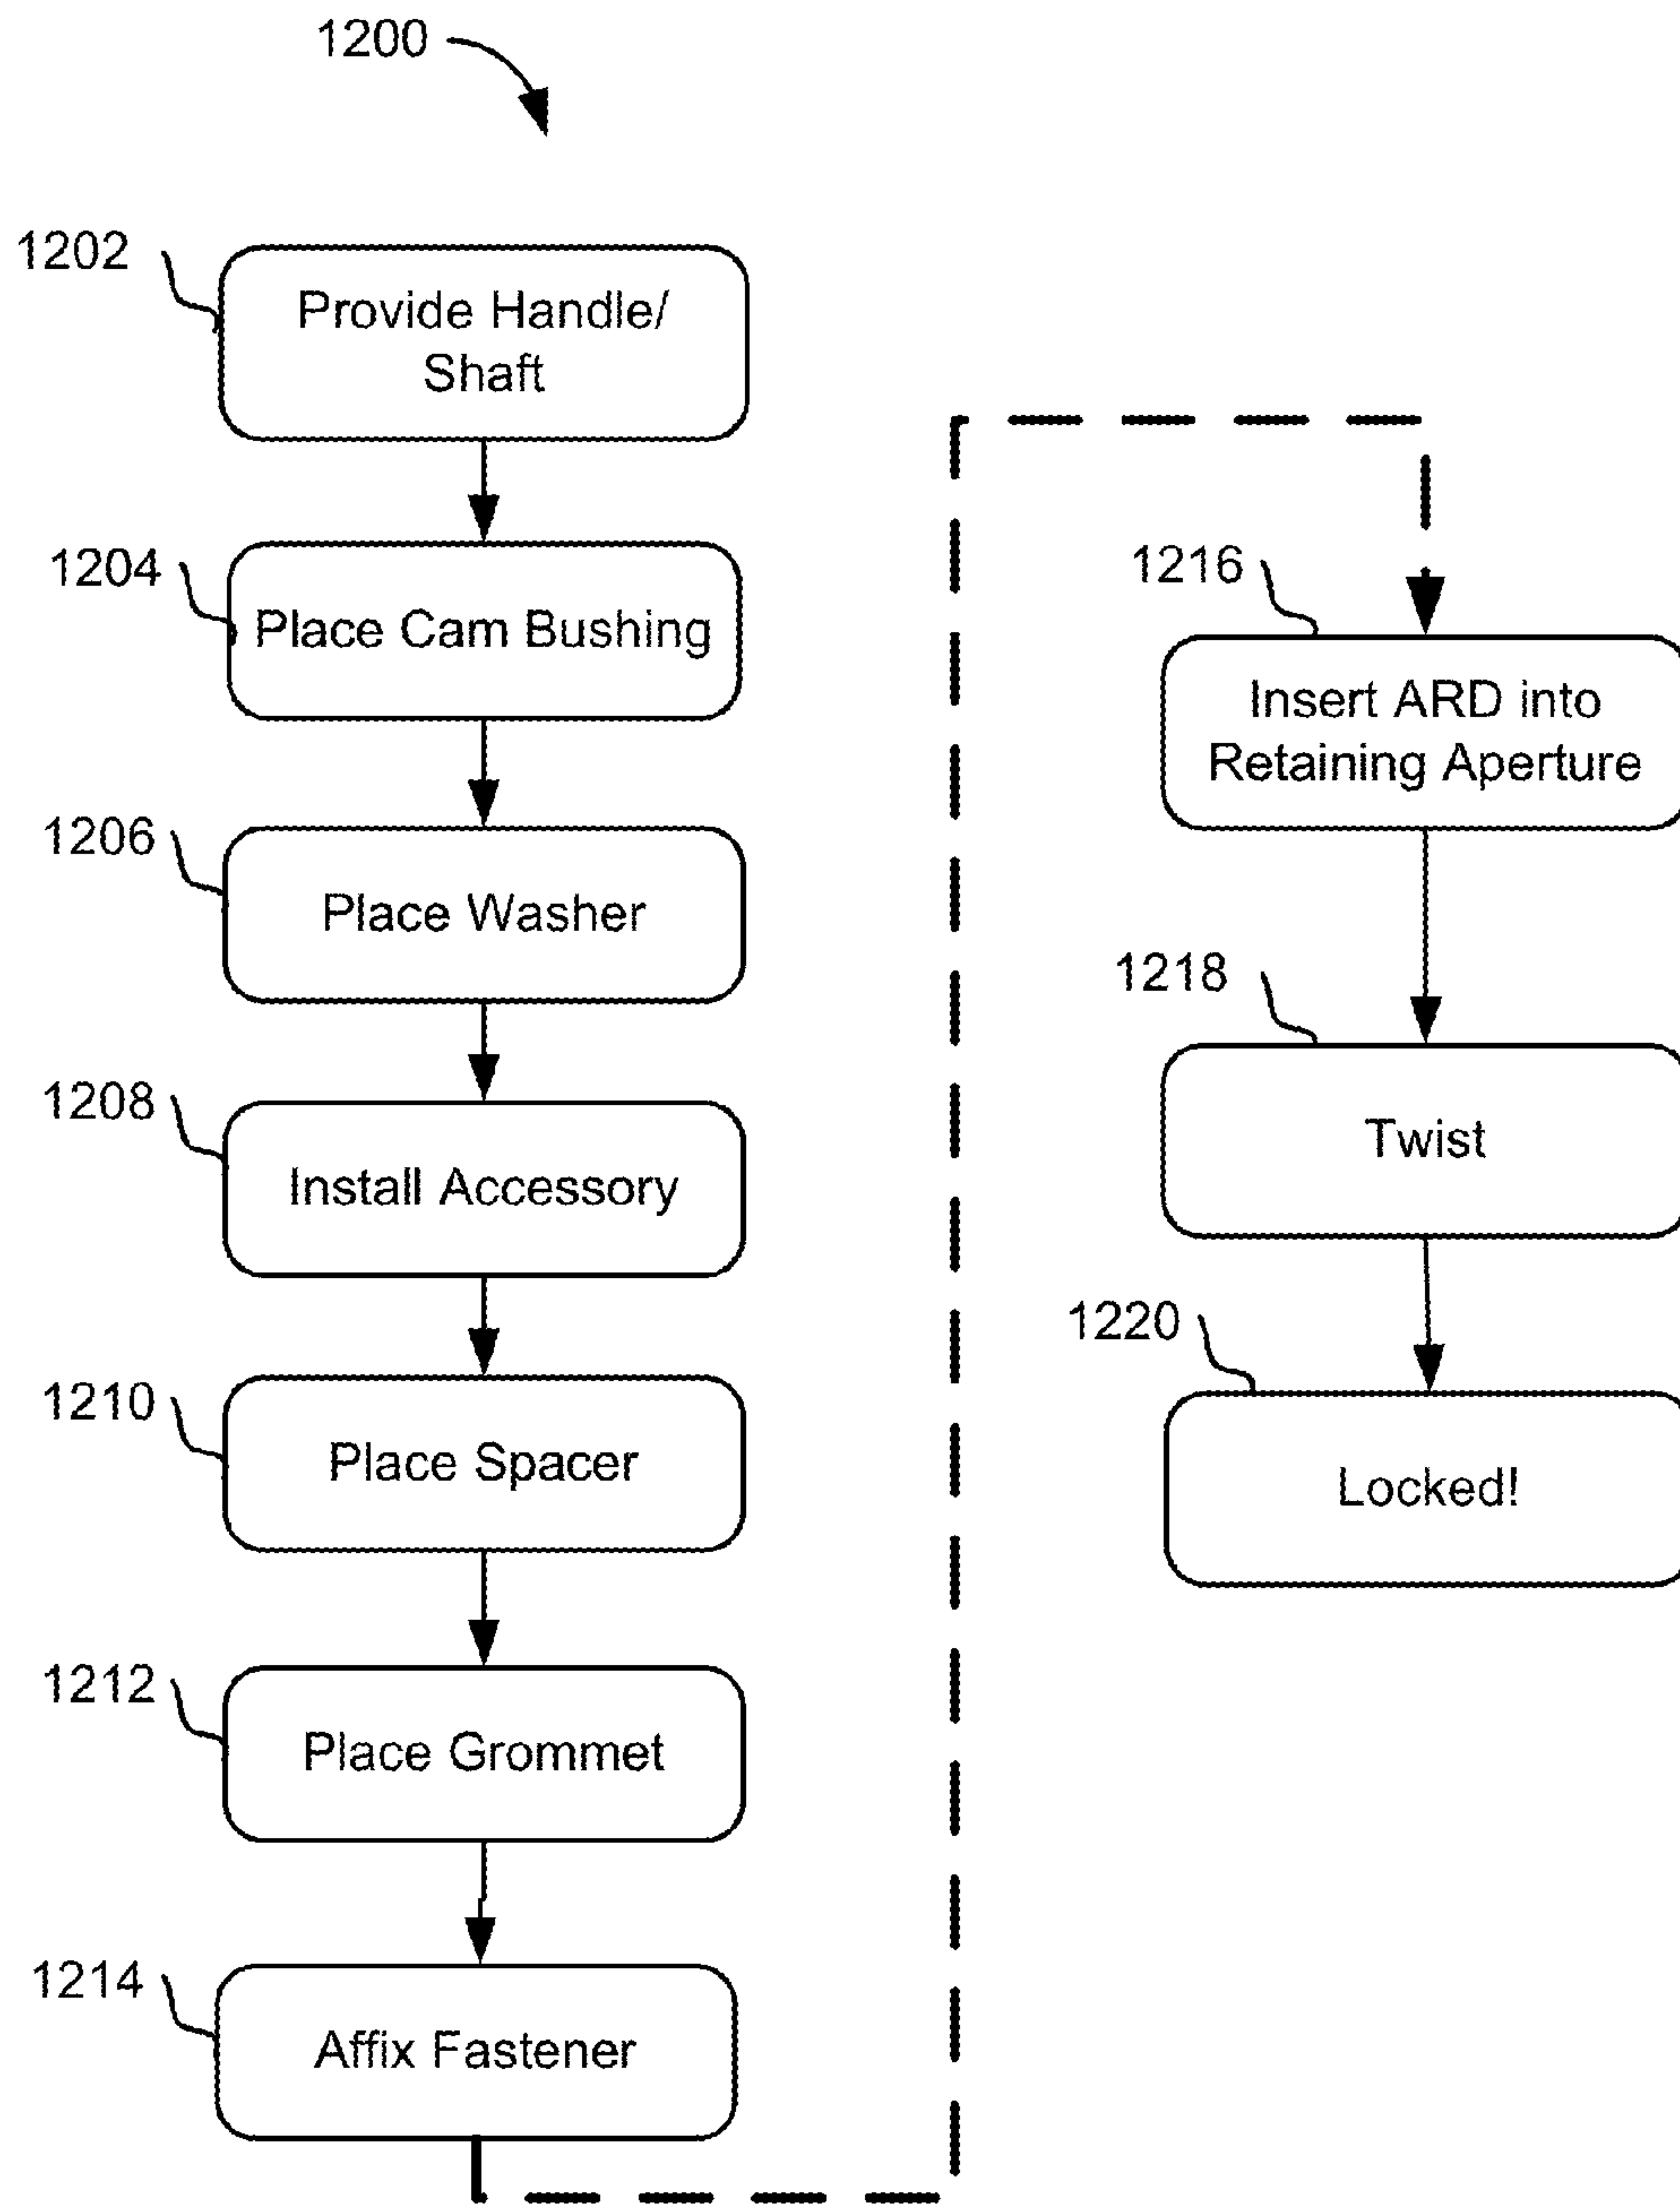 1200
1202
Provide Handle/
Shaft
1204
Place Cam Bushing
1206
Place Washer
1208
Install Accessory
1210
Place Spacer
1212
Place Grommet
1214
Affix Fastener
1216
Insert ARD into
Retaining Aperture
1218
Twist
1220
Locked!